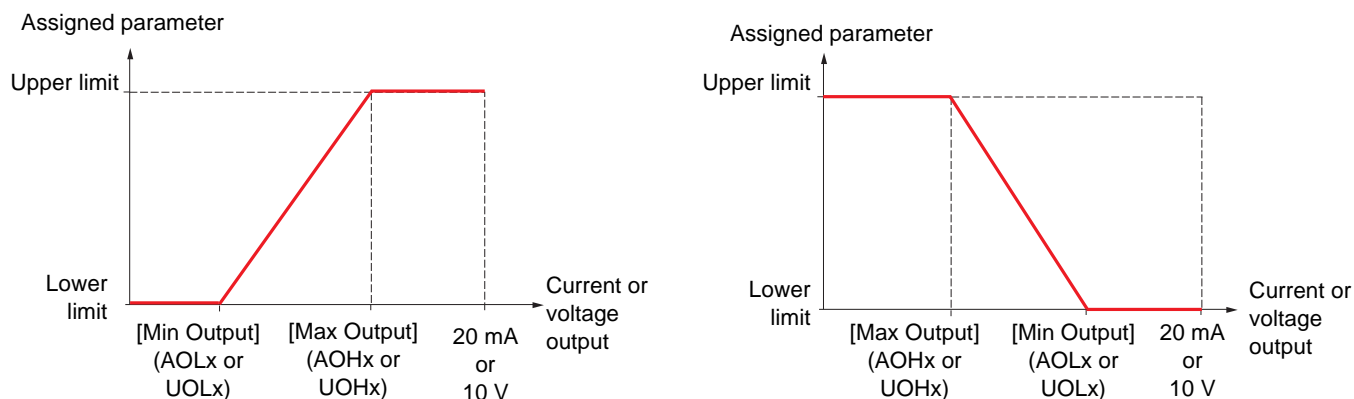 Assigned parameter
Upper limit
Lower
limit
[Min Output]
(AOLx or
UOLx)
[Max Output]
(AOHx or
UOHx)
20 mA
or
10 V
Current or
voltage
output
Assigned parameter
Upper limit
Lower
limit
[Max Output]
(AOHx or
UOHx)
[Min Output]
(AOLx or
UOLx)
20 mA
or
10 V
Current or
voltage
output